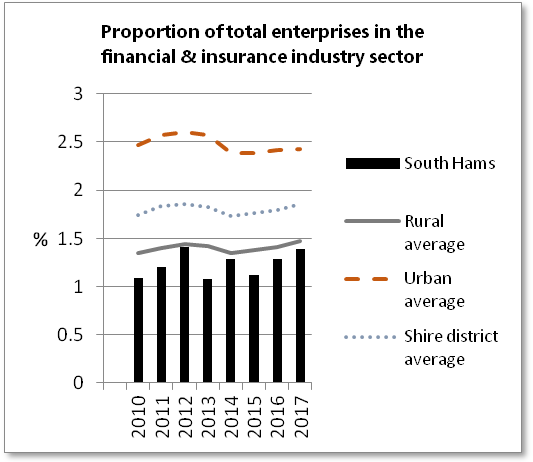 Proportion of total enterprises in the
financial & insurance industry sector
3
2.5
2
1.5
1
0.5
0
%
2010
2011
2012
2013
2014
2015
2016
2017
South Hams
Rural
average
Urban
average
Shire district
average